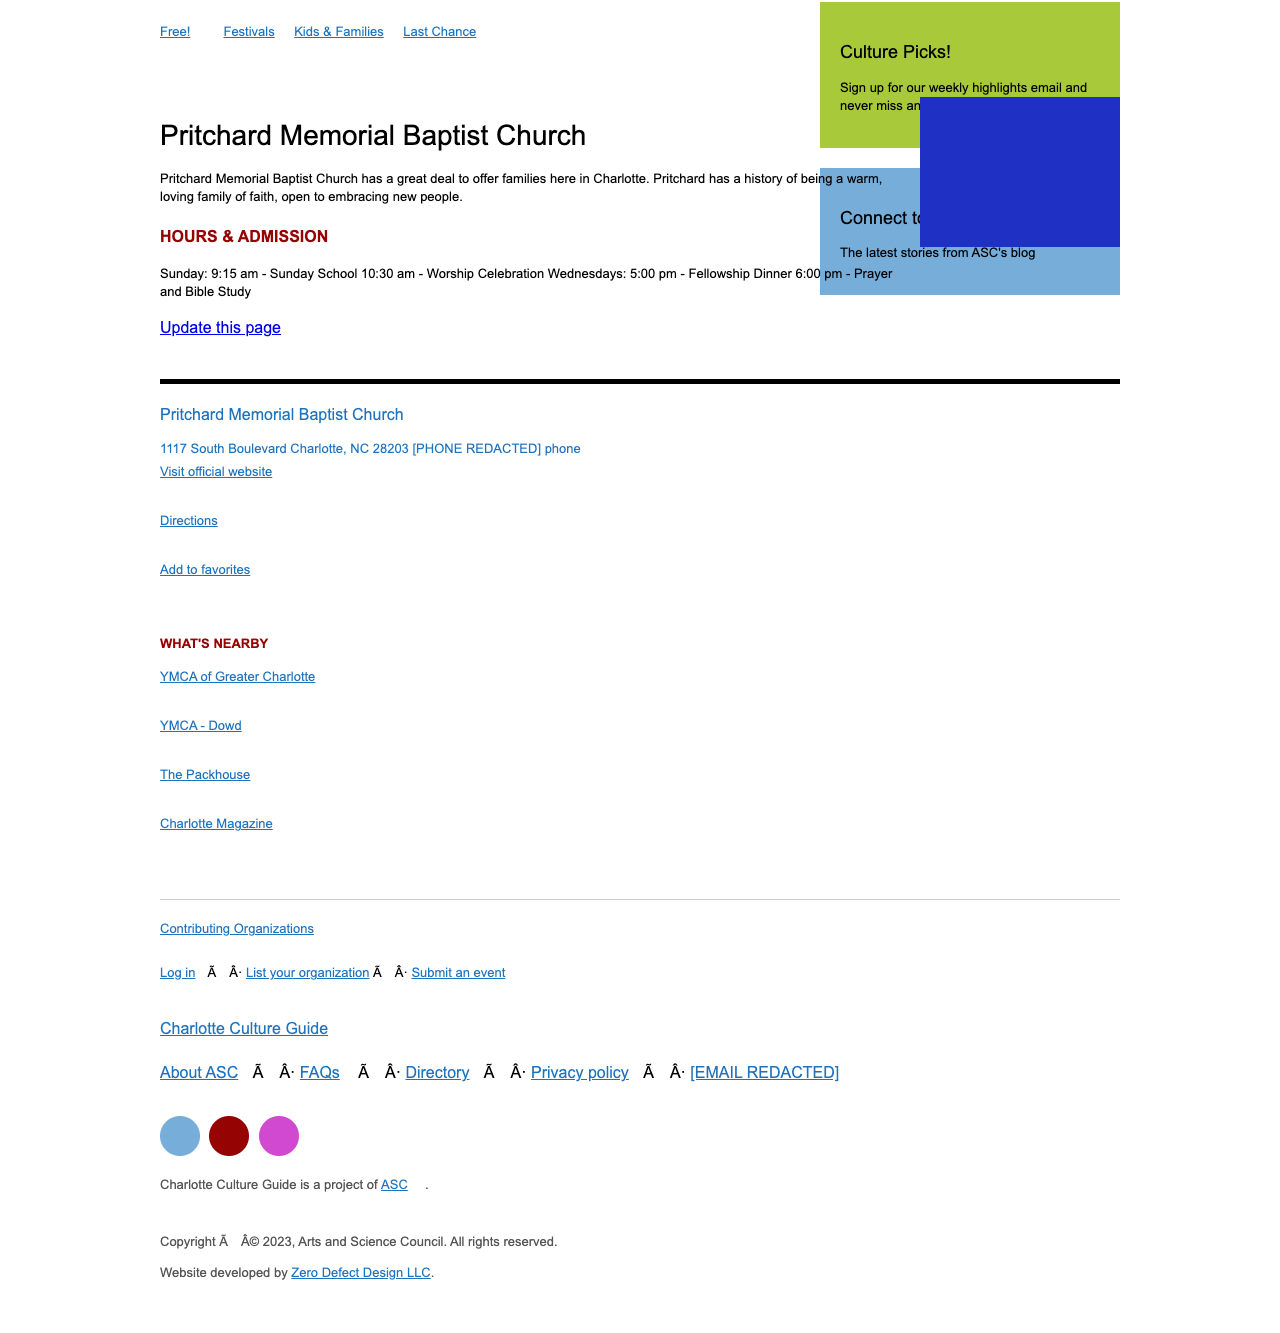 Free! Festivals Kids & Families Last Chance
Culture Picks!
Sign up for our weekly highlights email and
never miss an
Pritchard Memorial Baptist Church
Pritchard Memorial Baptist Church has a great deal to offer families here in Charlotte. Pritchard has a history of being a warm,
loving family of faith, open to embracing new people.
Connect to
The latest stories from ASC's blog
HOURS & ADMISSION
Sunday: 9:15 am - Sunday School 10:30 am - Worship Celebration Wednesdays: 5:00 pm - Fellowship Dinner 6:00 pm - Prayer
and Bible Study
Update this page
Pritchard Memorial Baptist Church
1117 South Boulevard Charlotte, NC 28203 [PHONE REDACTED] phone
Visit official website
Directions
Add to favorites
WHAT'S NEARBY
YMCA of Greater Charlotte
YMCA - Dowd
The Packhouse
Charlotte Magazine
Contributing Organizations
Log in Ã Â· List your organization Ã Â· Submit an event
Charlotte Culture Guide
About ASC Ã Â· FAQs Ã Â· Directory Ã Â· Privacy policy Ã Â· [EMAIL REDACTED]
Charlotte Culture Guide is a project of ASC .
Copyright Ã Â© 2023, Arts and Science Council. All rights reserved.
Website developed by Zero Defect Design LLC.